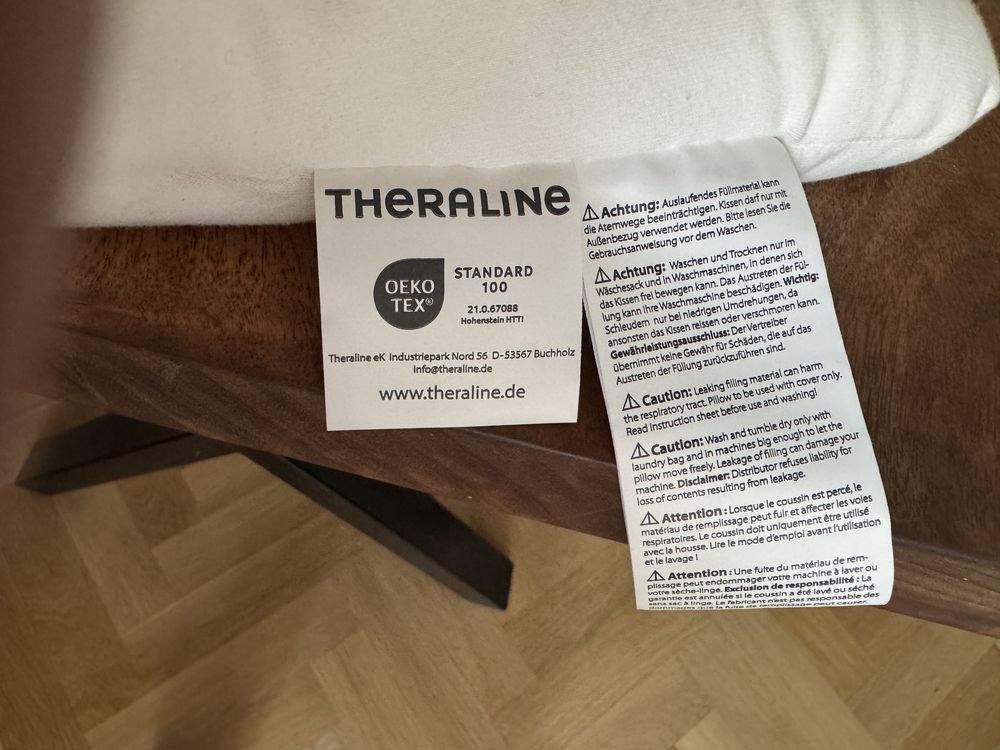 THERALINE
OEKO
TEX®
STANDARD
100
21.0.67088
Hohenstein HTTI
Theraline eK Industriepark Nord 56 D-53567 Buchholz
info@theraline.de
www.theraline.de
⚠ Achtung: Auslaufendes Füllmaterial kann
die Atemwege beeinträchtigen. Kissen darf nur mit
Außenbezug verwendet werden. Bitte lesen Sie die
Gebrauchsanweisung vor dem Waschen.
⚠ Achtung: Waschen und Trocknen nur im
Wäschesack und in Waschmaschinen, in denen sich
das Kissen frei bewegen kann. Das Austreten der Fül-
lung kann Ihre Waschmaschine beschädigen. Wichtig:
Schleudern nur bei niedrigen Umdrehungen, da
ansonsten das Kissen reissen oder verschmoren kann.
Gewährleistungsausschluss: Der Vertreiber
übernimmt keine Gewähr für Schäden, die auf das
Austreten der Füllung zurückzuführen sind.
⚠ Caution: Leaking filling material can harm
the respiratory tract. Pillow to be used with cover only.
Read instruction sheet before use and washing!
⚠ Caution: Wash and tumble dry only with
laundry bag and in machines big enough to let the
pillow move freely. Leakage of filling can damage your
machine. Disclaimer: Distributor refuses liability for
loss of contents resulting from leakage.
⚠ Attention : Lorsque le coussin est percé, le
matériau de remplissage peut fuir et affecter les voies
respiratoires. Le coussin doit uniquement être utilisé
avec la housse. Lire le mode d'emploi avant l'utilisation
et le lavage !
⚠ Attention : Une fuite du matériau de rem-
plissage peut endommager votre machine à laver ou
votre sèche-linge. Exclusion de responsabilité : La
garantie est annulée si le coussin a été lavé ou séché
sans sac à linge. Le fabricant n'est pas responsable des
dommages que la fuite de remplissage peut causer.